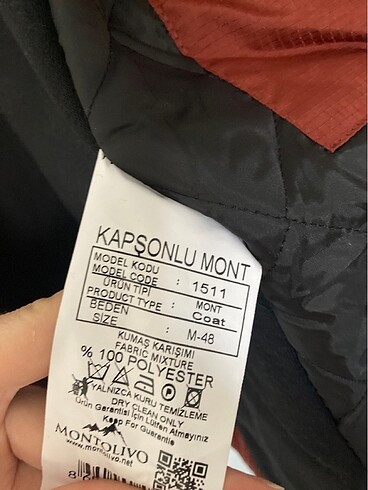 KAPŞONLU MONT
MODEL KODU
MODEL CODE : 1511
ÜRÜN TİPİ
PRODUCT TYPE : MONT
Coat
BEDEN
SIZE : M-48
KUMAŞ KARIŞIMI
FABRIC MIXTURE
% 100 POLYESTER
YALNIZCA KURU TEMİZLEME
DRY CLEAN ONLY
Ürün Garantisi İçin Lütfen Atmayınız
Keep For Guarantie
MONTOLIVO
www.montolivo.net